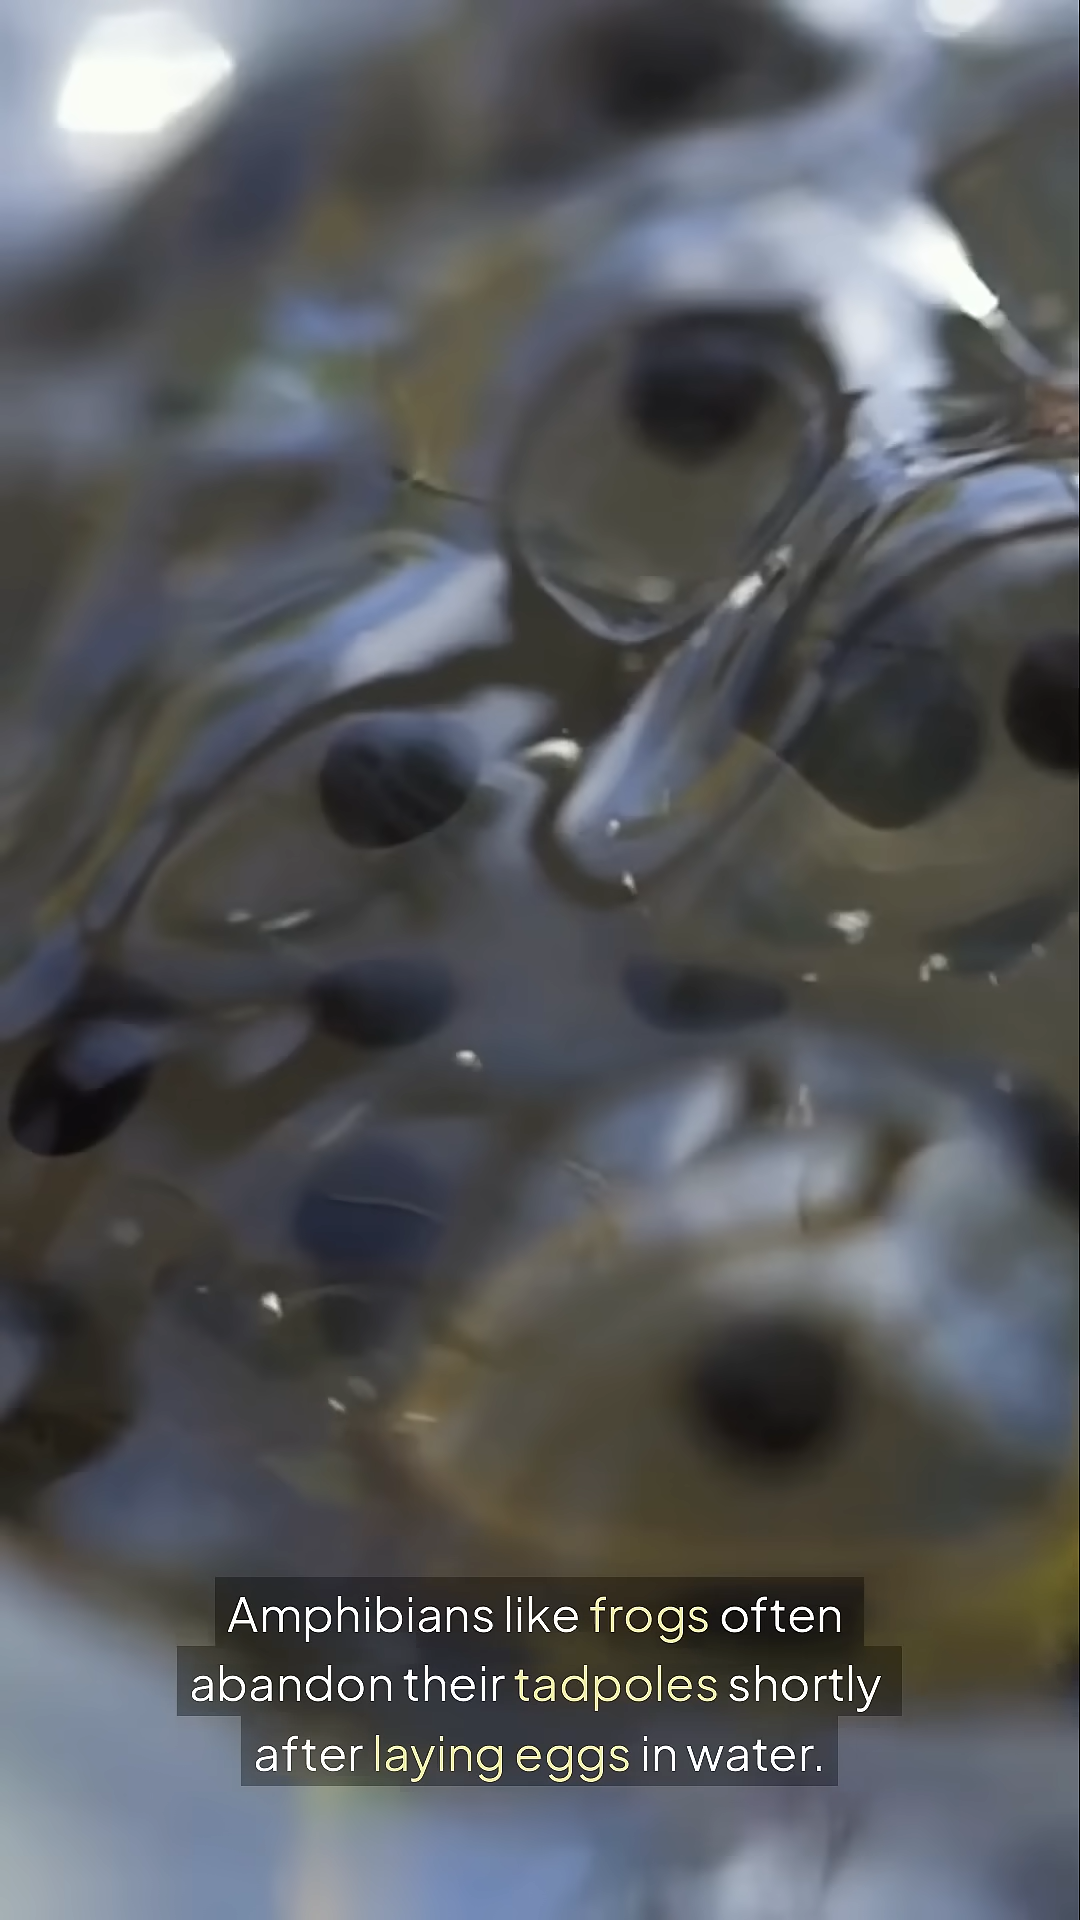 Amphibians like frogs often
abandon their tadpoles shortly
after laying eggs in water.